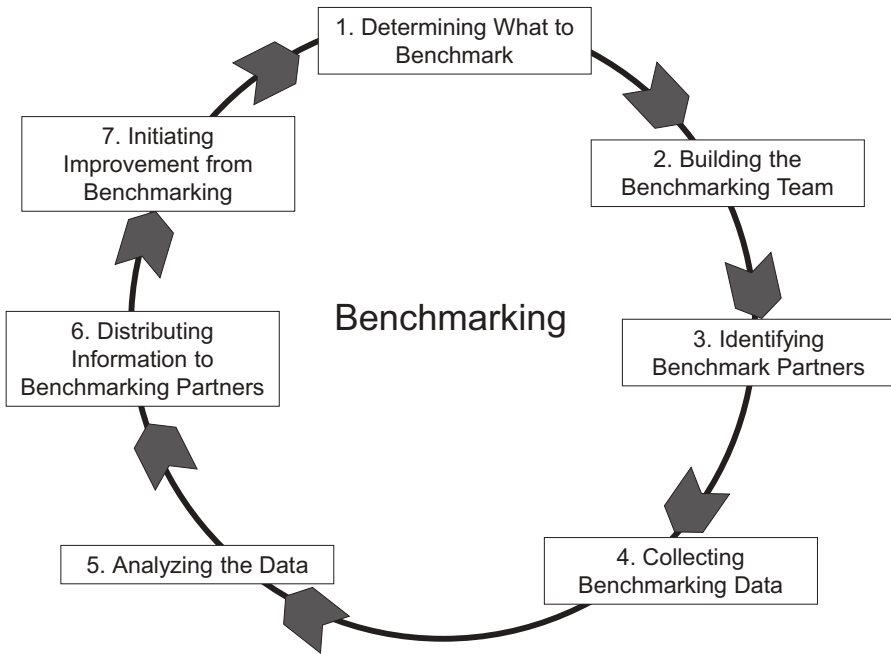 1. Determining What to
Benchmark
2. Building the
Benchmarking Team
3. Identifying
Benchmark Partners
4. Collecting
Benchmarking Data
5. Analyzing the Data
6. Distributing
Information to
Benchmarking Partners
7. Initiating
Improvement from
Benchmarking
Benchmarking